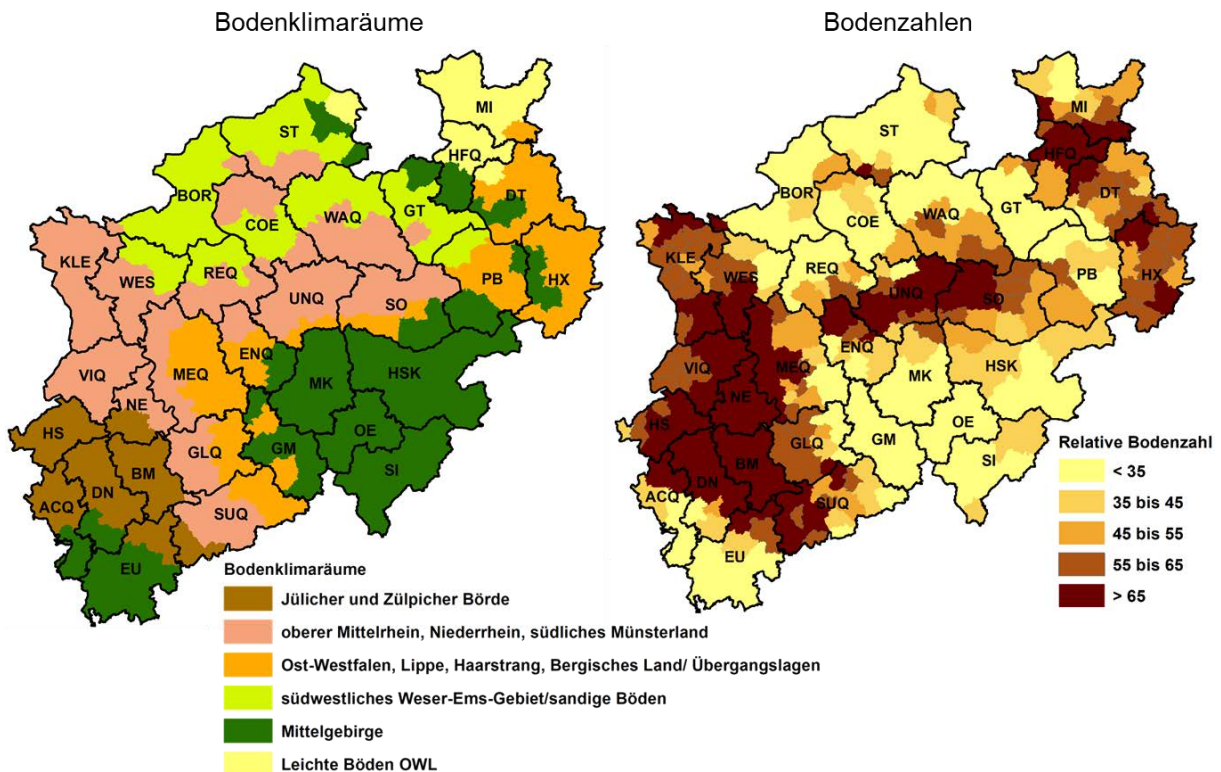 Bodenklimaräume
MI
ST
HFQ
BOR
DT
WAQ
GT
COE
KLE
WES
REQ
PB
HX
UNQ
SO
ENQ
VIQ
MEQ
MK
HSK
NE
HS
OE
GLQ
GM
BM
SI
DN
ACQ
SUQ
EU
Bodenklimaräume
Jülicher und Zülpicher Börde
oberer Mittelrhein, Niederrhein, südliches Münsterland
Ost-Westfalen, Lippe, Haarstrang, Bergisches Land/ Übergangslagen
südwestliches Weser-Ems-Gebiet/sandige Böden
Mittelgebirge
Leichte Böden OWL
Bodenzahlen
MI
ST
HFQ
BOR
DT
WAQ
GT
COE
KLE
WES
REQ
PB
HX
UNQ
SO
ENQ
VIQ
MEQ
MK
HSK
NE
HS
OE
GLQ
GM
BM
SI
DN
ACQ
SUQ
EU
Relative Bodenzahl
< 35
35 bis 45
45 bis 55
55 bis 65
> 65